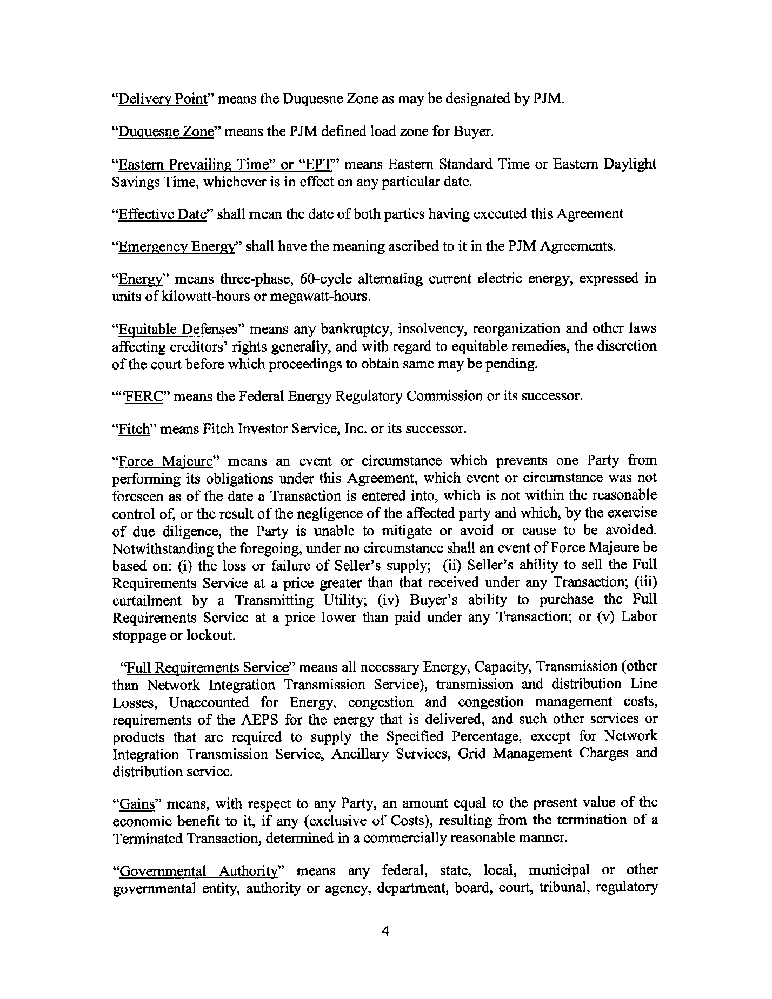 “Delivery Point” means the Duquesne Zone as may be designated by PJM.
“Duquesne Zone” means the PJM defined load zone for Buyer.
“Eastern Prevailing Time” or “EPT” means Eastern Standard Time or Eastern Daylight
Savings Time, whichever is in effect on any particular date.
“Effective Date” shall mean the date of both parties having executed this Agreement
“Emergency Energy” shall have the meaning ascribed to it in the PJM Agreements.
“Energy” means three-phase, 60-cycle alternating current electric energy, expressed in
units of kilowatt-hours or megawatt-hours.
“Equitable Defenses” means any bankruptcy, insolvency, reorganization and other laws
affecting creditors’ rights generally, and with regard to equitable remedies, the discretion
of the court before which proceedings to obtain same may be pending.
““FERC” means the Federal Energy Regulatory Commission or its successor.
“Fitch” means Fitch Investor Service, Inc. or its successor.
“Force Majeure” means an event or circumstance which prevents one Party from
performing its obligations under this Agreement, which event or circumstance was not
foreseen as of the date a Transaction is entered into, which is not within the reasonable
control of, or the result of the negligence of the affected party and which, by the exercise
of due diligence, the Party is unable to mitigate or avoid or cause to be avoided.
Notwithstanding the foregoing, under no circumstance shall an event of Force Majeure be
based on: (i) the loss or failure of Seller’s supply; (ii) Seller’s ability to sell the Full
Requirements Service at a price greater than that received under any Transaction; (iii)
curtailment by a Transmitting Utility; (iv) Buyer’s ability to purchase the Full
Requirements Service at a price lower than paid under any Transaction; or (v) Labor
stoppage or lockout.
“Full Requirements Service” means all necessary Energy, Capacity, Transmission (other
than Network Integration Transmission Service), transmission and distribution Line
Losses, Unaccounted for Energy, congestion and congestion management costs,
requirements of the AEPS for the energy that is delivered, and such other services or
products that are required to supply the Specified Percentage, except for Network
Integration Transmission Service, Ancillary Services, Grid Management Charges and
distribution service.
“Gains” means, with respect to any Party, an amount equal to the present value of the
economic benefit to it, if any (exclusive of Costs), resulting from the termination of a
Terminated Transaction, determined in a commercially reasonable manner.
“Governmental Authority” means any federal, state, local, municipal or other
governmental entity, authority or agency, department, board, court, tribunal, regulatory
4